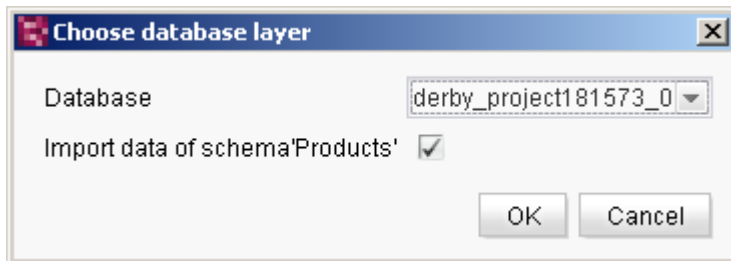 Choose database layer
Database
derby_project181573_0
Import data of schema'Products'
OK
Cancel